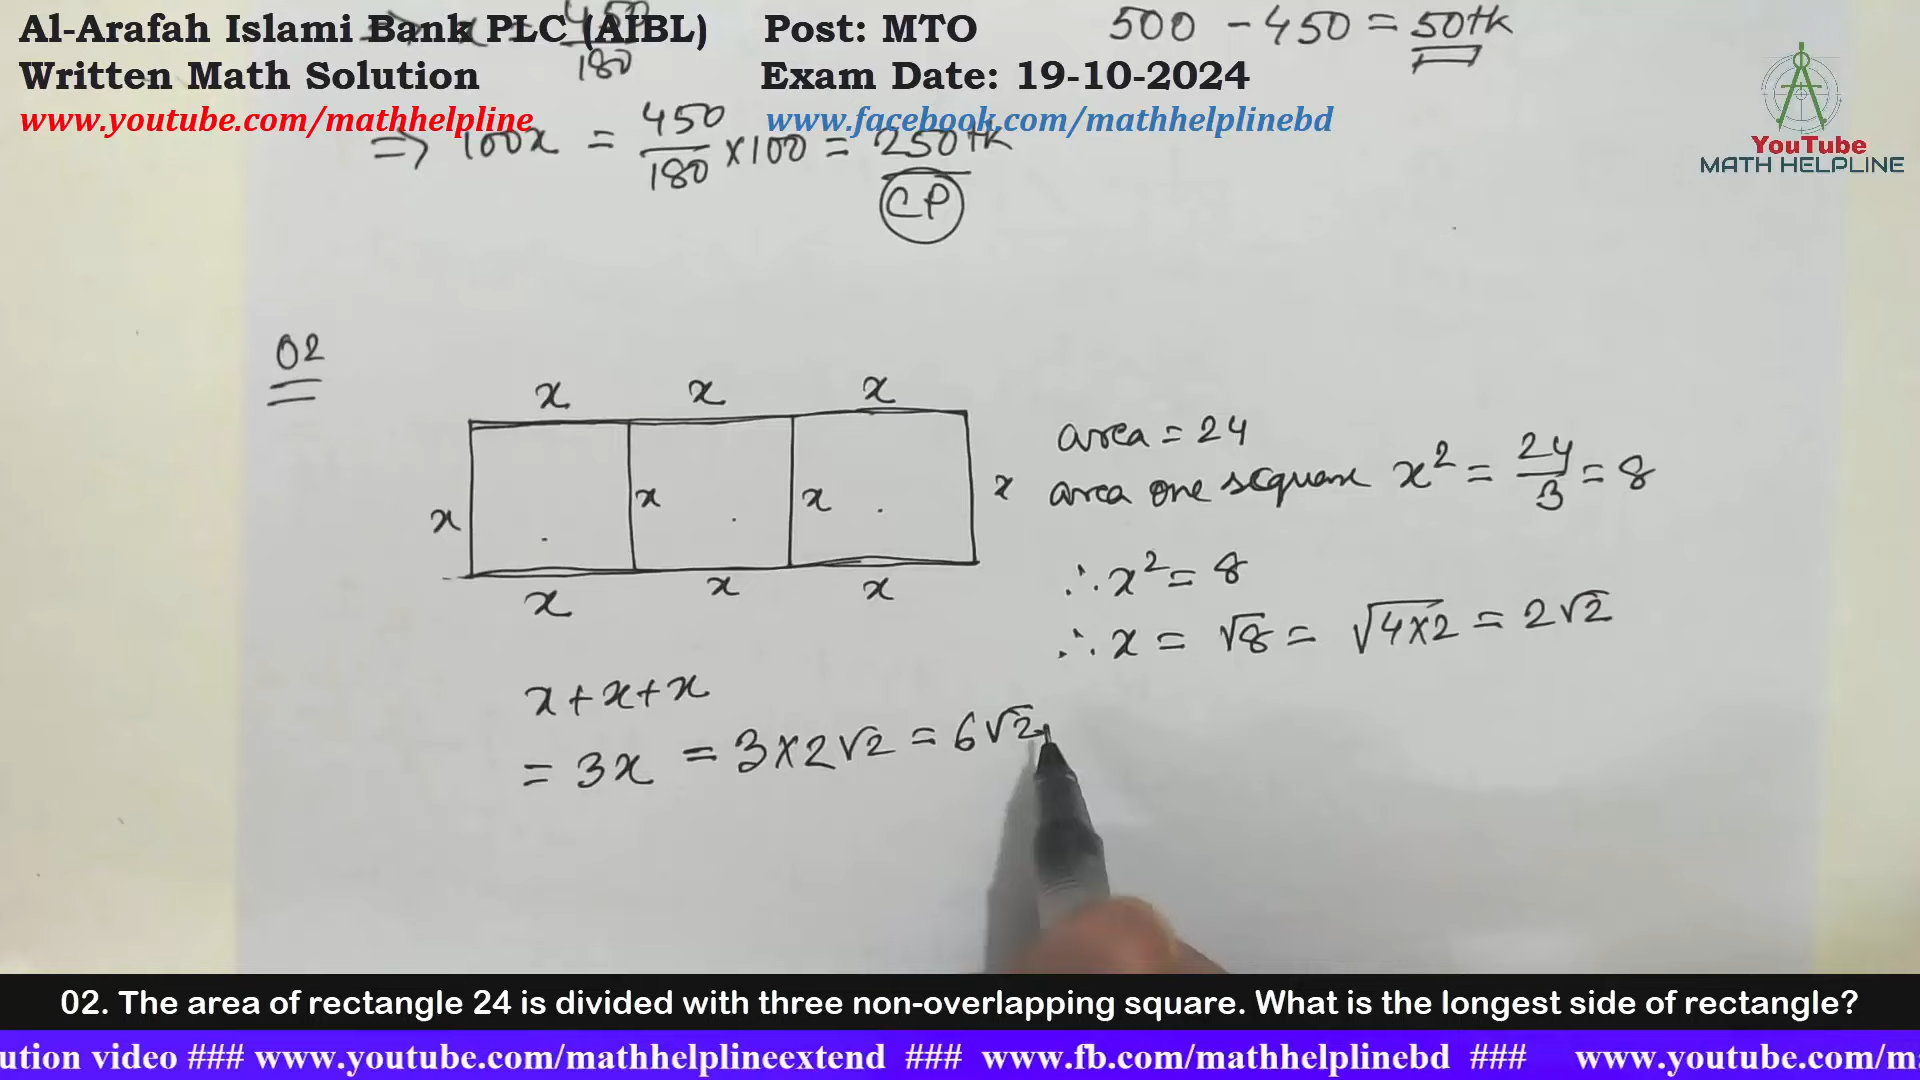 Al-Arafah Islami Bank PLC (AIBL) Post: MTO
Written Math Solution Exam Date: 19-10-2024
www.youtube.com/mathhelpline www.facebook.com/mathhelplinebd
500 - 450 = 50tk
YouTube
MATH HELPLINE
=> x = 450/180
=> 100x = 450/180 × 100 = 250tk
CP
02
x x x
x x x x
x x x
area = 24
area one square x² = 24/3 = 8
∴ x² = 8
∴ x = √8 = √4×2 = 2√2
x + x + x
= 3x = 3×2√2 = 6√2
02. The area of rectangle 24 is divided with three non-overlapping square. What is the longest side of rectangle?
ution video ### www.youtube.com/mathhelplineextend ### www.fb.com/mathhelplinebd ### www.youtube.com/ma